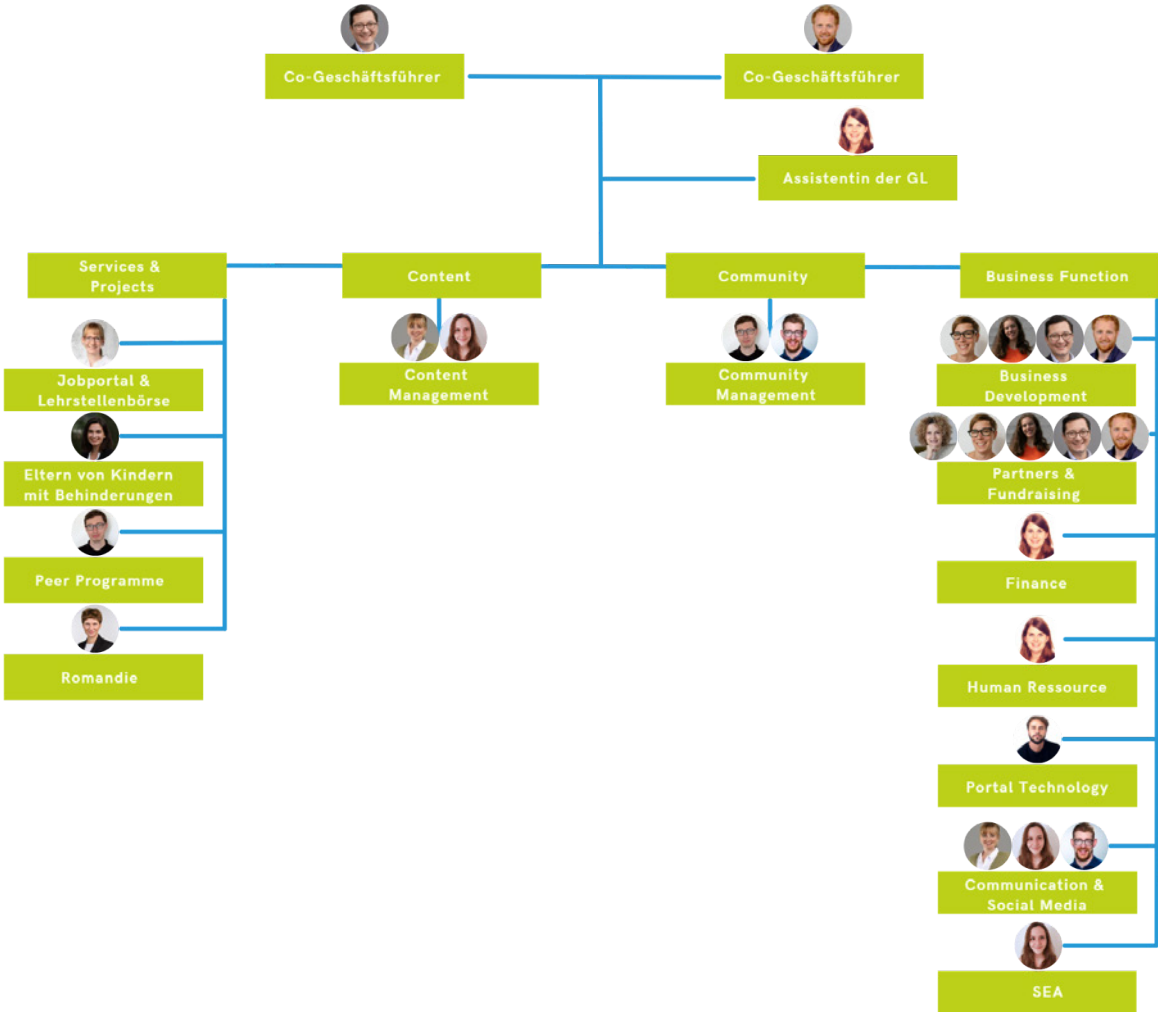 Co-Geschäftsführer
Co-Geschäftsführer
Assistentin der GL
Services &
Projects
Content
Community
Business Function
Jobportal &
Lehrstellenbörse
Eltern von Kindern
mit Behinderungen
Peer Programme
Romandie
Content
Management
Community
Management
Business
Development
Partners &
Fundraising
Finance
Human Ressource
Portal Technology
Communication &
Social Media
SEA